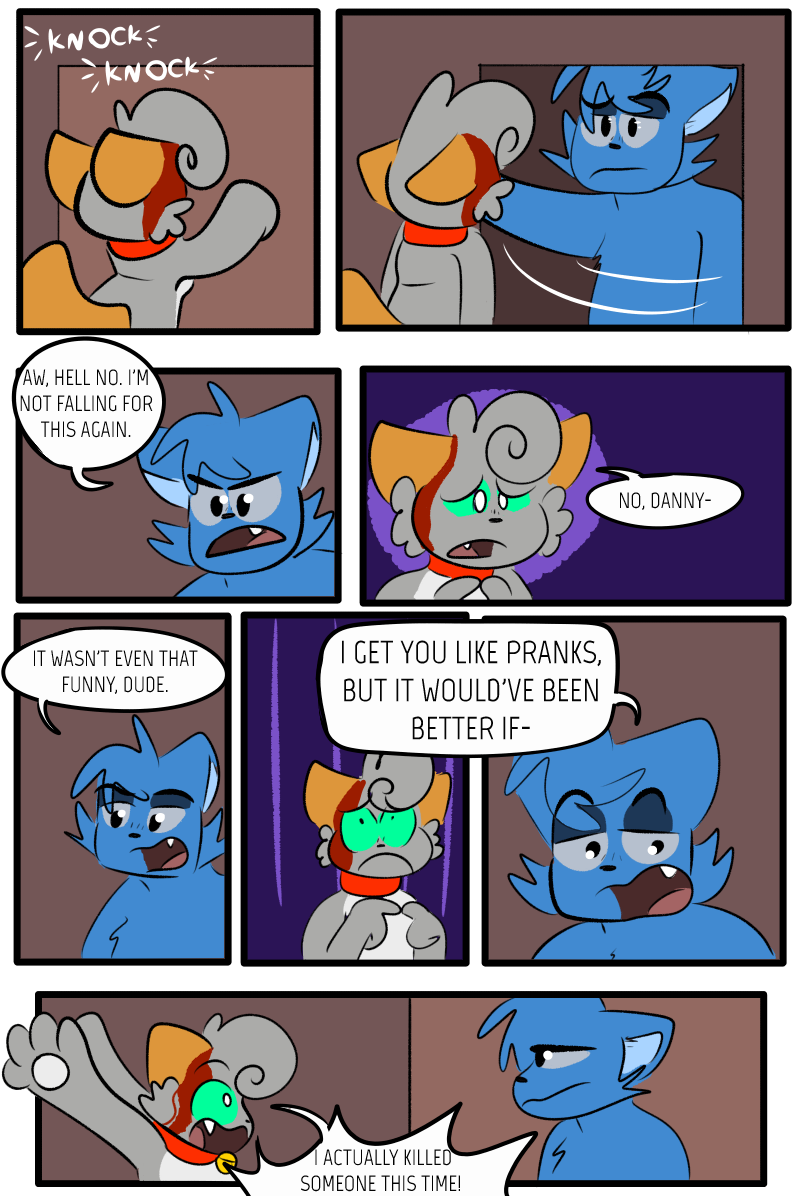 KNOCK
KNOCK
AW, HELL NO. I'M
NOT FALLING FOR
THIS AGAIN.
NO, DANNY-
IT WASN'T EVEN THAT
FUNNY, DUDE.
I GET YOU LIKE PRANKS,
BUT IT WOULD'VE BEEN
BETTER IF-
I ACTUALLY KILLED
SOMEONE THIS TIME!